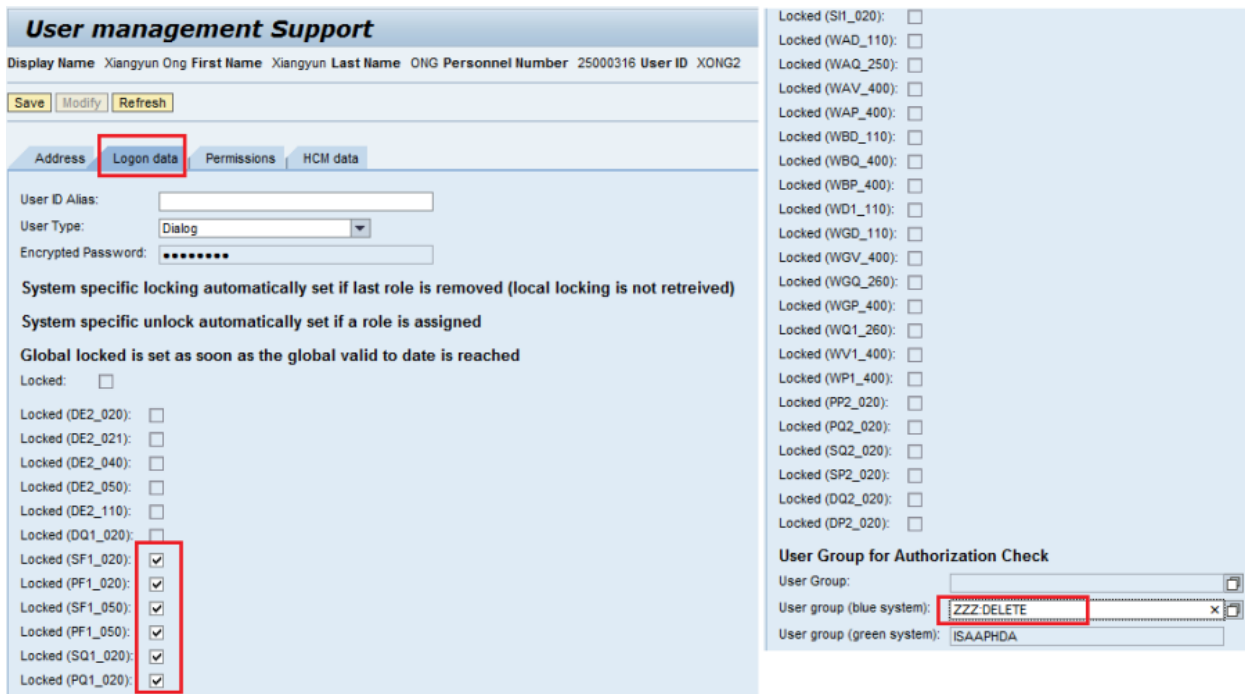 User management Support
Display Name Xiangyun Ong First Name Xiangyun Last Name ONG Personnel Number 25000316 User ID XONG2
Save Modify Refresh
Address Logon data Permissions HCM data
User ID Alias:
User Type: Dialog
Encrypted Password: ••••••••
System specific locking automatically set if last role is removed (local locking is not retreived)
System specific unlock automatically set if a role is assigned
Global locked is set as soon as the global valid to date is reached
Locked:
Locked (DE2_020):
Locked (DE2_021):
Locked (DE2_040):
Locked (DE2_050):
Locked (DE2_110):
Locked (DQ1_020):
Locked (SF1_020):
Locked (PF1_020):
Locked (SF1_050):
Locked (PF1_050):
Locked (SQ1_020):
Locked (PQ1_020):
Locked (SI1_020):
Locked (WAD_110):
Locked (WAQ_250):
Locked (WAV_400):
Locked (WAP_400):
Locked (WBD_110):
Locked (WBQ_400):
Locked (WBP_400):
Locked (WD1_110):
Locked (WGD_110):
Locked (WGV_400):
Locked (WGQ_260):
Locked (WGP_400):
Locked (WQ1_260):
Locked (WV1_400):
Locked (WP1_400):
Locked (PP2_020):
Locked (PQ2_020):
Locked (SQ2_020):
Locked (SP2_020):
Locked (DQ2_020):
Locked (DP2_020):
User Group for Authorization Check
User Group:
User group (blue system): ZZZ:DELETE
User group (green system): ISAAPHDA